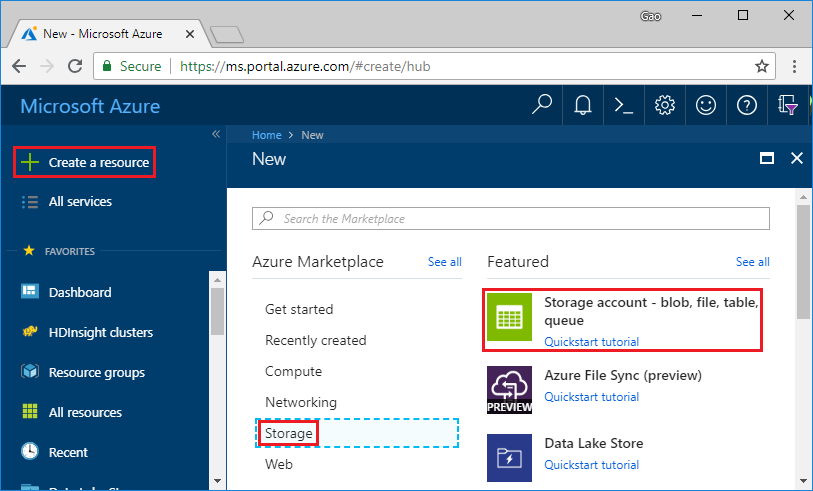 Gao
New - Microsoft Azure
Secure
https://ms.portal.azure.com/#create/hub
Microsoft Azure
Create a resource
All services
FAVORITES
Dashboard
HDInsight clusters
Resource groups
All resources
Recent
Home > New
New
Search the Marketplace
Azure Marketplace
See all
Get started
Recently created
Compute
Networking
Storage
Web
Featured
See all
Storage account - blob, file, table,
queue
Quickstart tutorial
Azure File Sync (preview)
Quickstart tutorial
PREVIEW
Data Lake Store
Quickstart tutorial